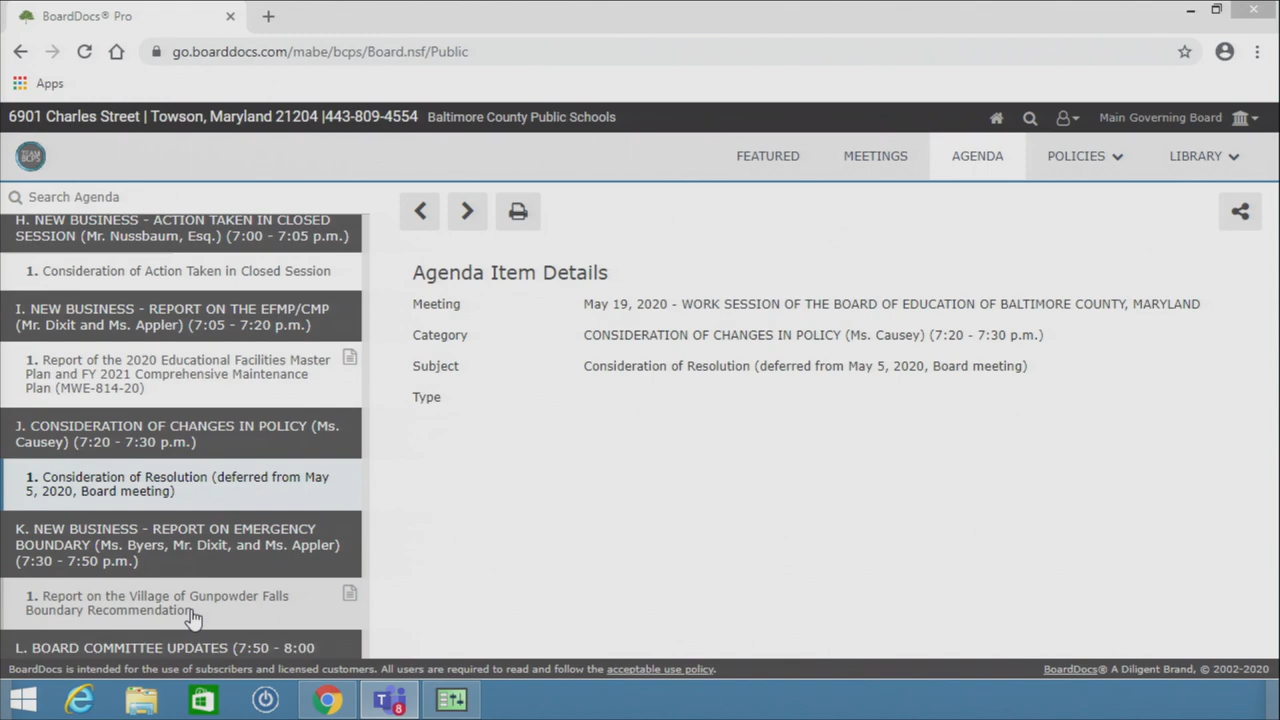 BoardDocs® Pro
go.boarddocs.com/mabe/bcps/Board.nsf/Public
Apps
6901 Charles Street | Towson, Maryland 21204 |443-809-4554 Baltimore County Public Schools
Main Governing Board
TEAM
BCPS
FEATURED MEETINGS AGENDA POLICIES LIBRARY
Search Agenda
H. NEW BUSINESS - ACTION TAKEN IN CLOSED
SESSION (Mr. Nussbaum, Esq.) (7:00 - 7:05 p.m.)
1. Consideration of Action Taken in Closed Session
I. NEW BUSINESS - REPORT ON THE EFMP/CMP
(Mr. Dixit and Ms. Appler) (7:05 - 7:20 p.m.)
1. Report of the 2020 Educational Facilities Master
Plan and FY 2021 Comprehensive Maintenance
Plan (MWE-814-20)
J. CONSIDERATION OF CHANGES IN POLICY (Ms.
Causey) (7:20 - 7:30 p.m.)
1. Consideration of Resolution (deferred from May
5, 2020, Board meeting)
K. NEW BUSINESS - REPORT ON EMERGENCY
BOUNDARY (Ms. Byers, Mr. Dixit, and Ms. Appler)
(7:30 - 7:50 p.m.)
1. Report on the Village of Gunpowder Falls
Boundary Recommendation
L. BOARD COMMITTEE UPDATES (7:50 - 8:00
Agenda Item Details
Meeting May 19, 2020 - WORK SESSION OF THE BOARD OF EDUCATION OF BALTIMORE COUNTY, MARYLAND
Category CONSIDERATION OF CHANGES IN POLICY (Ms. Causey) (7:20 - 7:30 p.m.)
Subject Consideration of Resolution (deferred from May 5, 2020, Board meeting)
Type
BoardDocs is intended for the use of subscribers and licensed customers. All users are required to read and follow the acceptable use policy. BoardDocs® A Diligent Brand, © 2002-2020
T 8